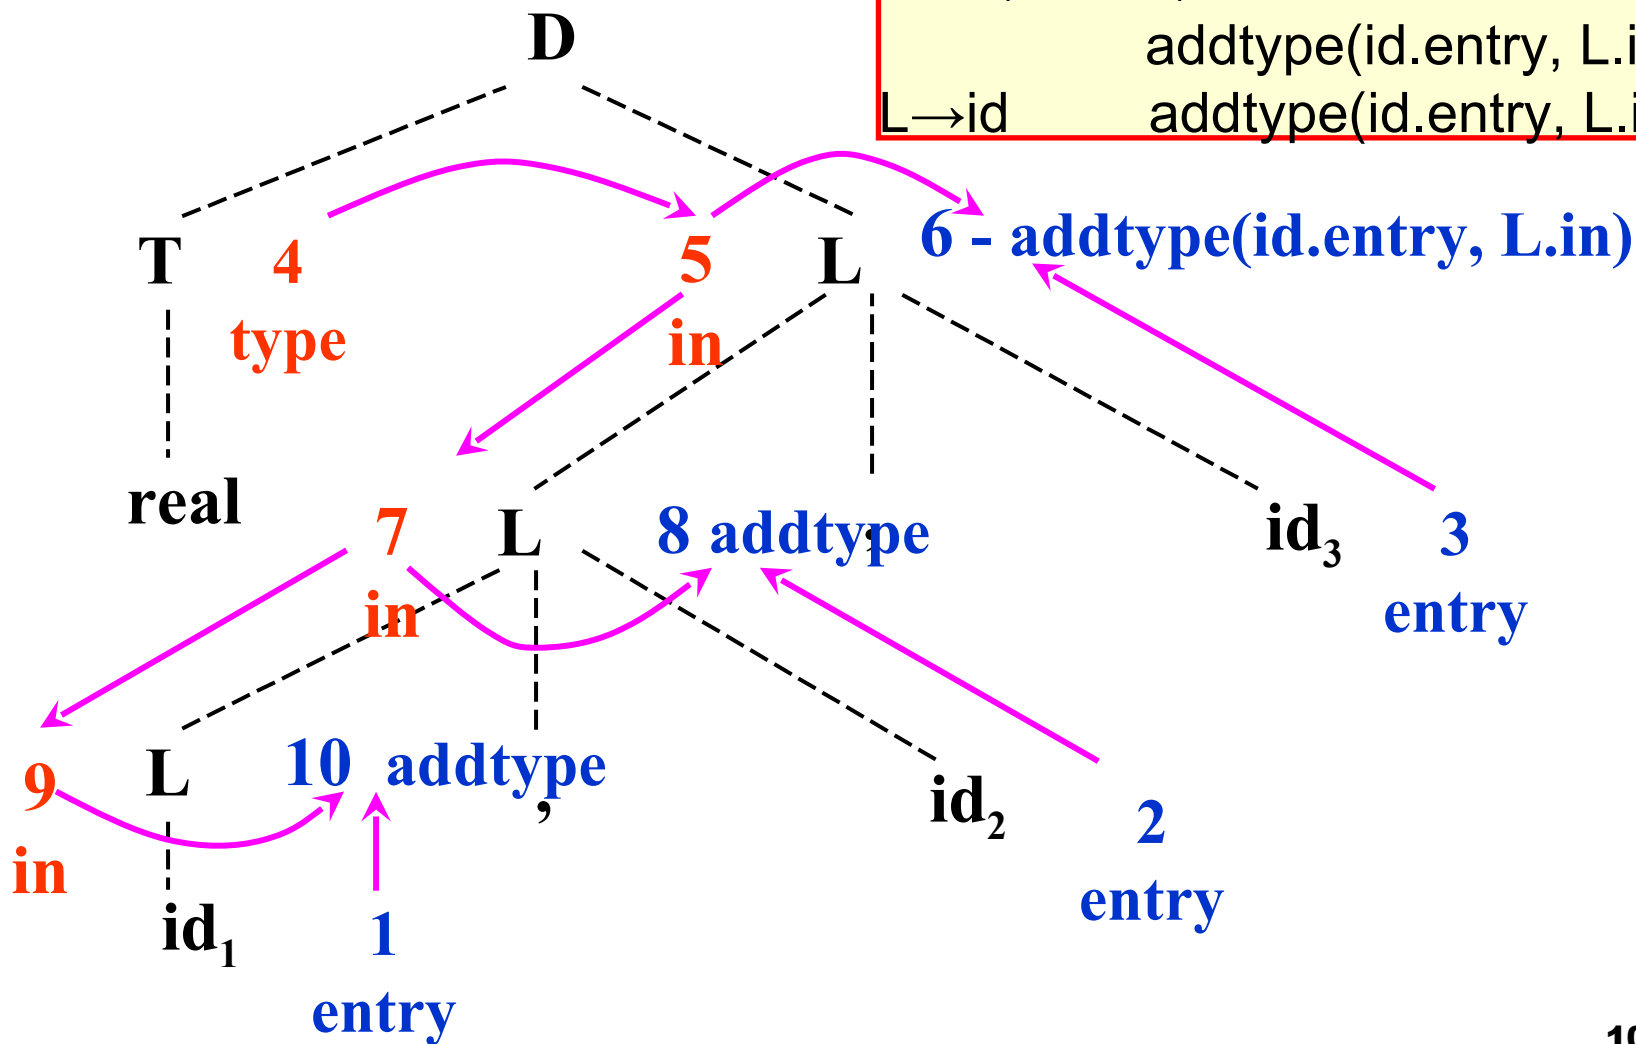 D
addtype(id.entry, L.i
L→id addtype(id.entry, L.i
T 4 5 L 6 - addtype(id.entry, L.in)
type in
real 7 L 8 addtype , id3 3
in entry
9 L 10 addtype , id2 2
in entry
id1 1
entry
10